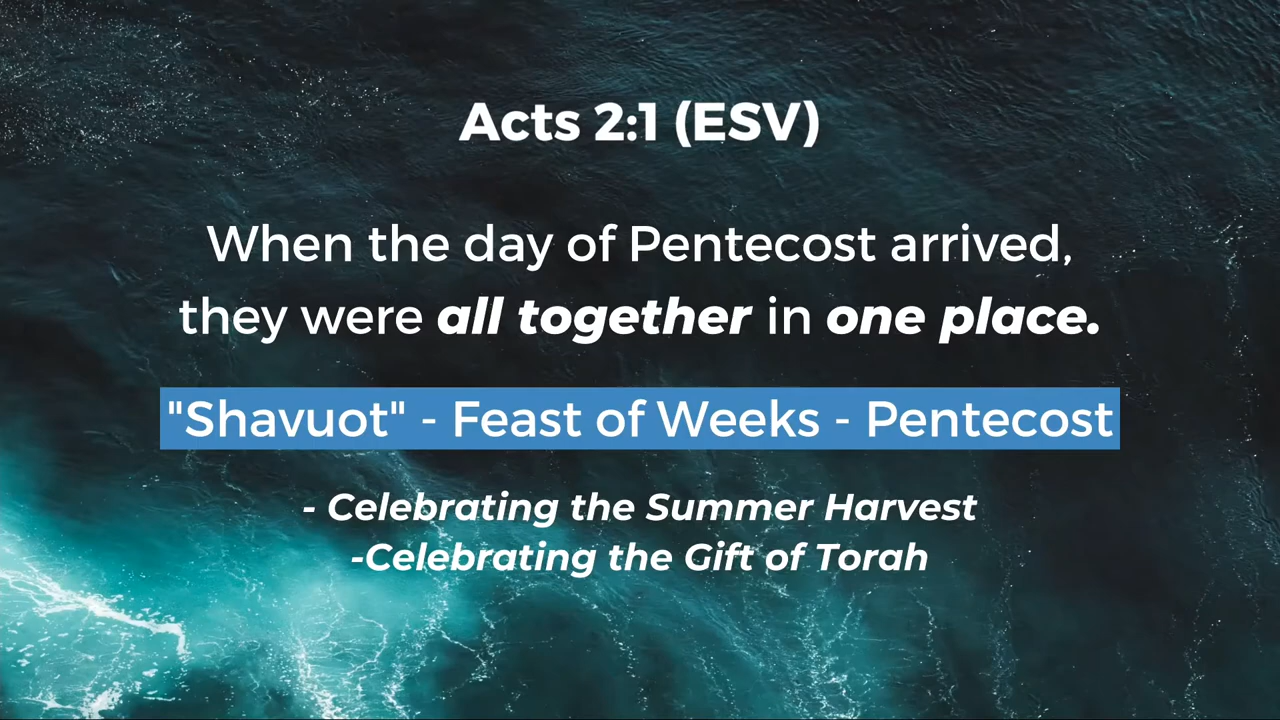 Acts 2:1 (ESV)
When the day of Pentecost arrived,
they were all together in one place.
"Shavuot" - Feast of Weeks - Pentecost
- Celebrating the Summer Harvest
-Celebrating the Gift of Torah